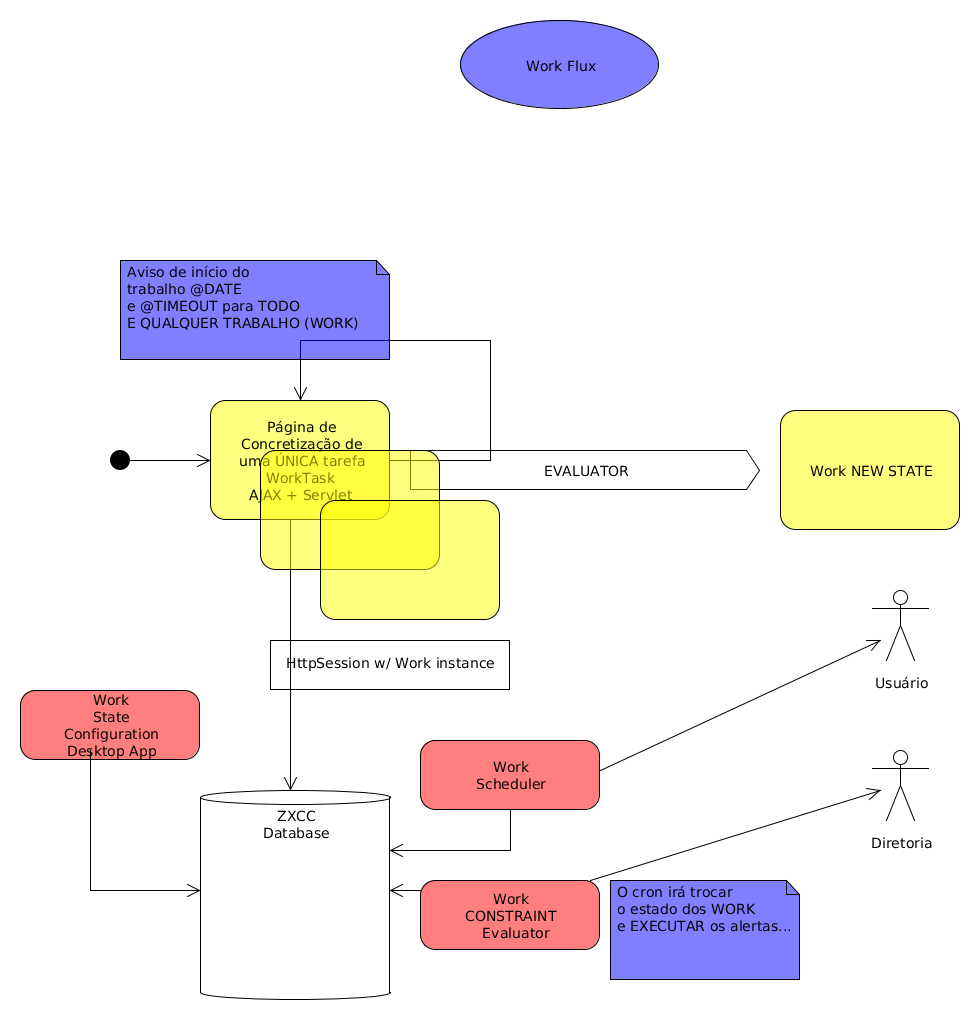 Work Flux
Aviso de início do
trabalho @DATE
e @TIMEOUT para TODO
E QUALQUER TRABALHO (WORK)
Página de
Concretização de
uma ÚNICA tarefa
WorkTask
AJAX + Servlet
EVALUATOR
Work NEW STATE
HttpSession w/ Work instance
Usuário
Work
State
Configuration
Desktop App
Work
Scheduler
ZXCC
Database
Diretoria
Work
CONSTRAINT
Evaluator
O cron irá trocar
o estado dos WORK
e EXECUTAR os alertas...